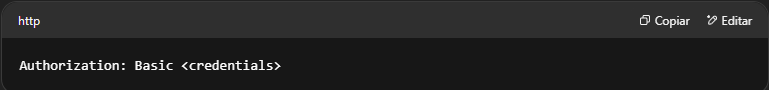 http Copiar Editar
Authorization: Basic <credentials>